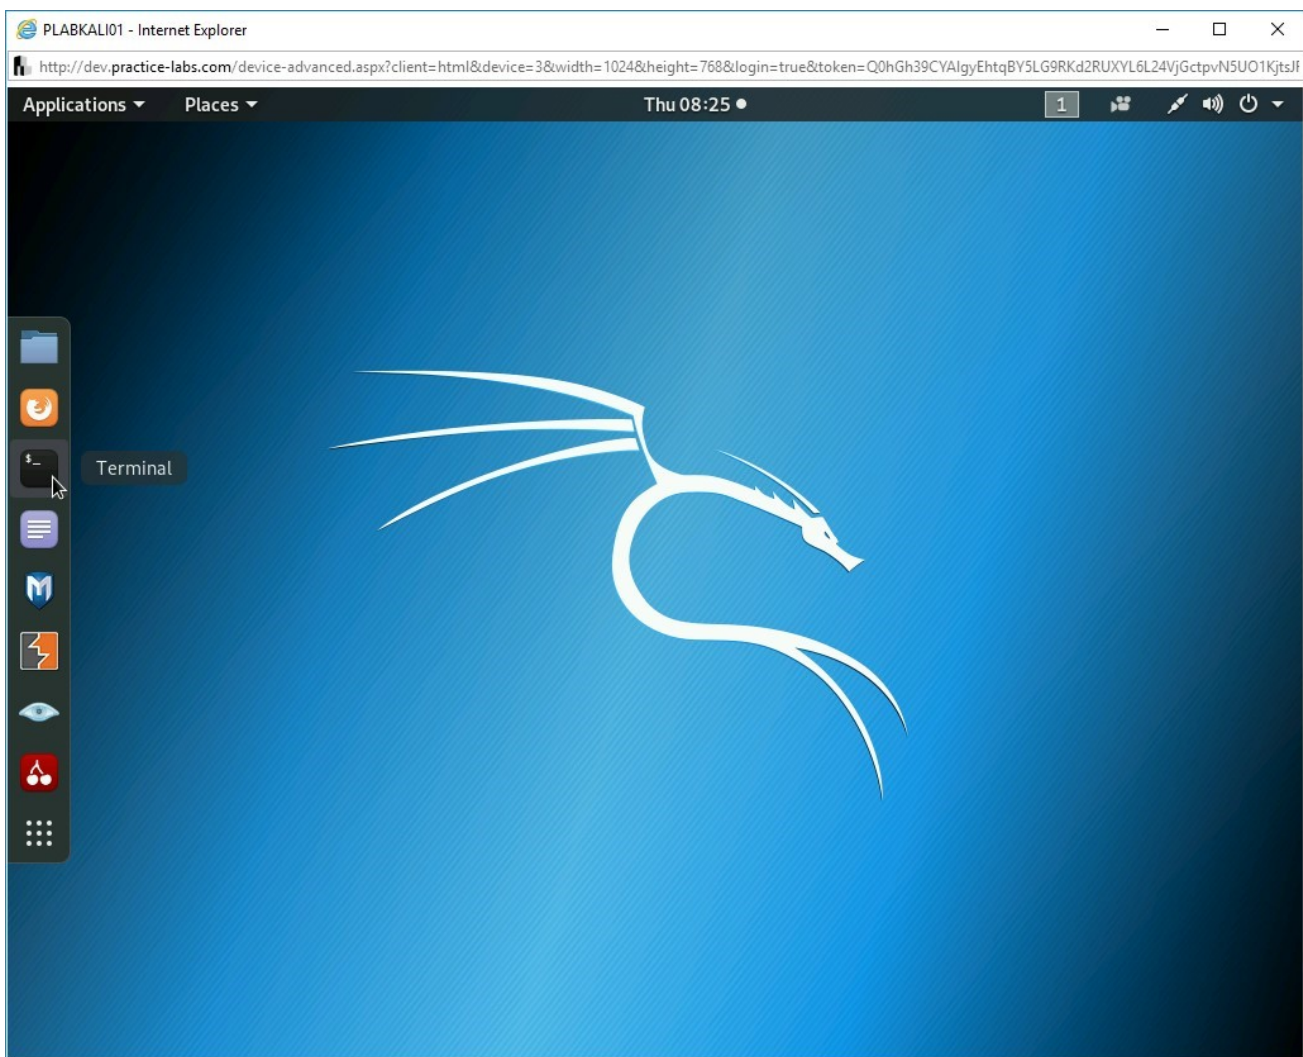 PLABKALI01 - Internet Explorer
http://dev.practice-labs.com/device-advanced.aspx?client=html&device=3&width=1024&height=768&login=true&token=Q0hGh39CYAIgyEhtqBY5LG9RKd2RUXYL6L24VjGctpvN5UO1KjtsJF
Applications Places Thu 08:25 1
$_
Terminal